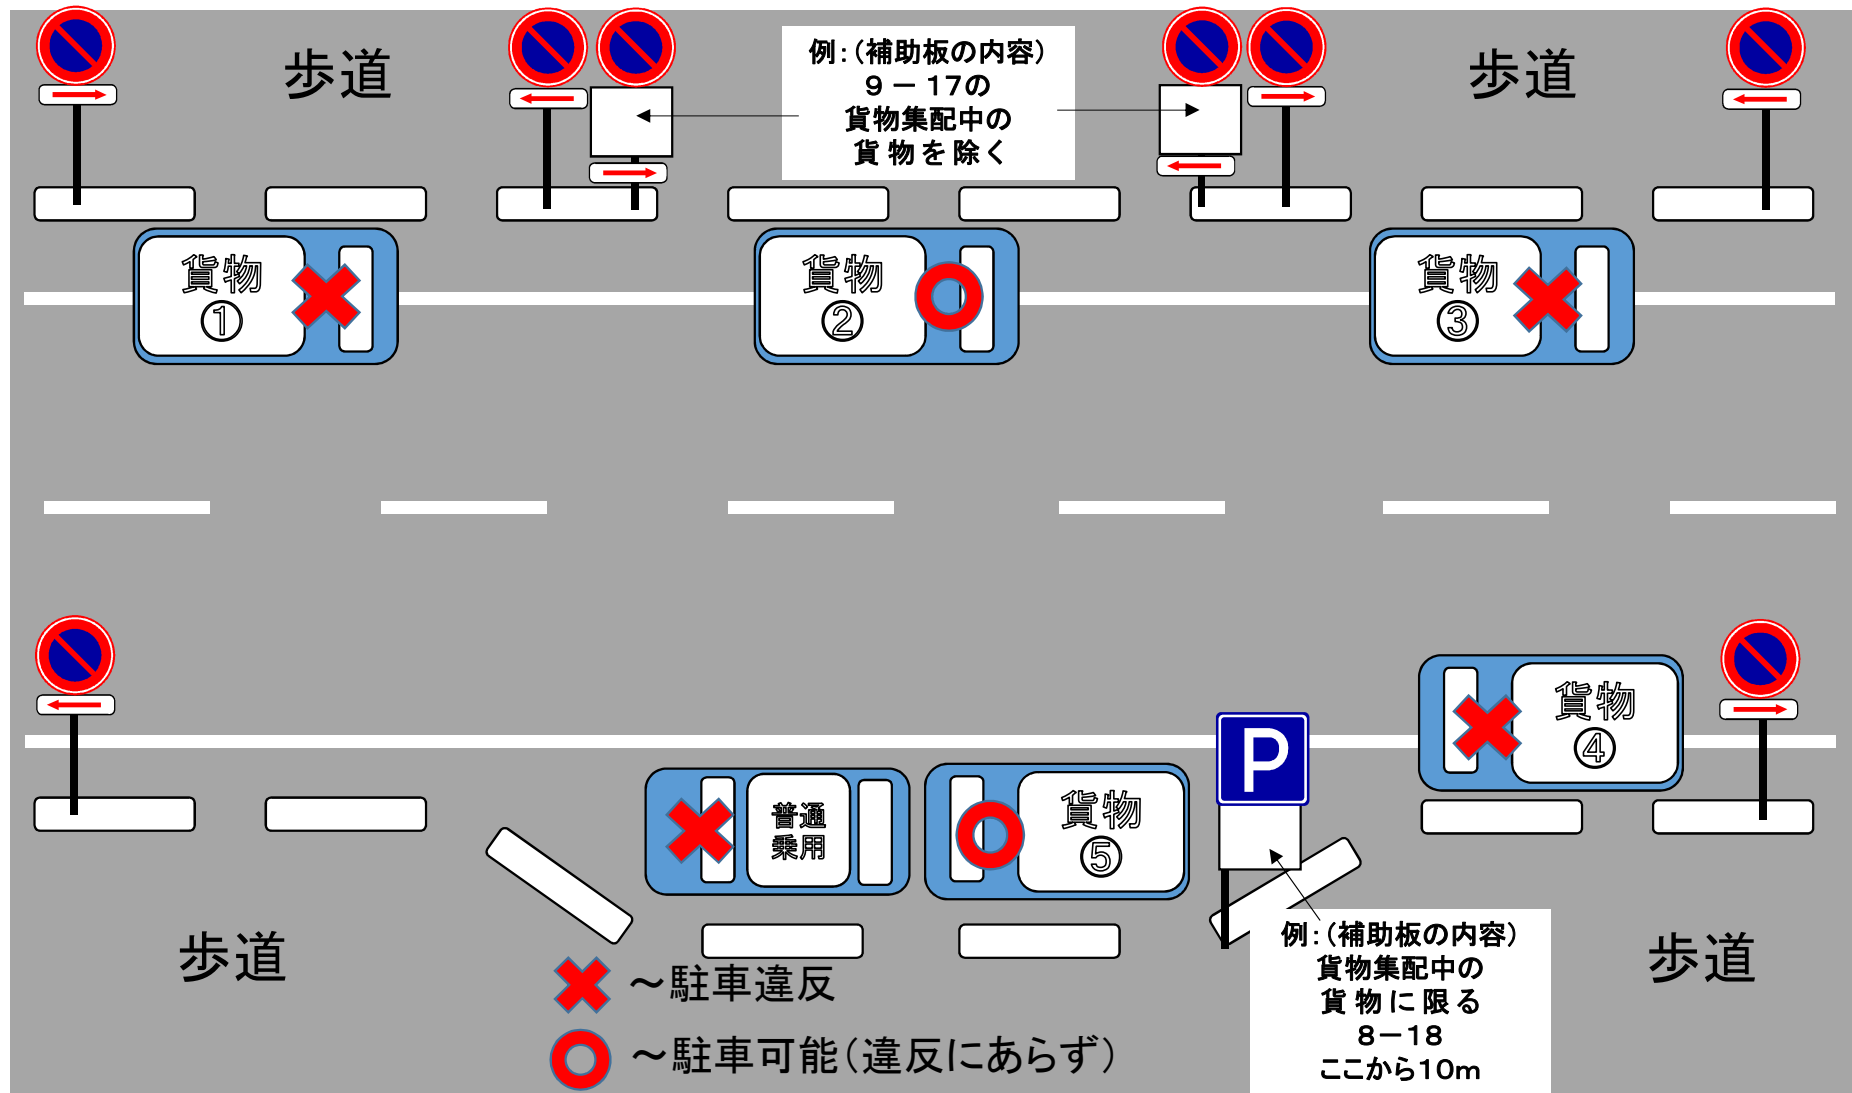 歩道
例:(補助板の内容)
9-17の
貨物集配中の
貨物を除く
歩道
貨物
①
貨物
②
貨物
③
貨物
④
P
普通
乗用
貨物
⑤
歩道
～駐車違反
～駐車可能(違反にあらず)
例:(補助板の内容)
貨物集配中の
貨物に限る
8-18
ここから10m
歩道